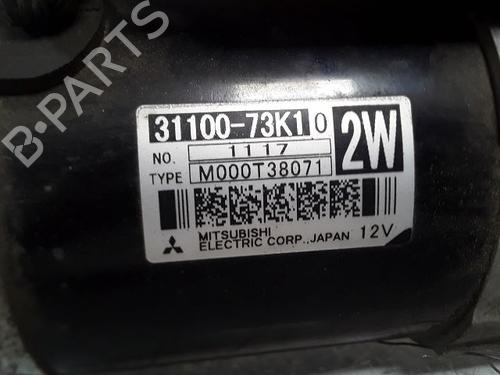 B-PARTS
31100-73K10 2W
NO. 1117
TYPE M000T38071
MITSUBISHI
ELECTRIC CORP.,JAPAN 12V